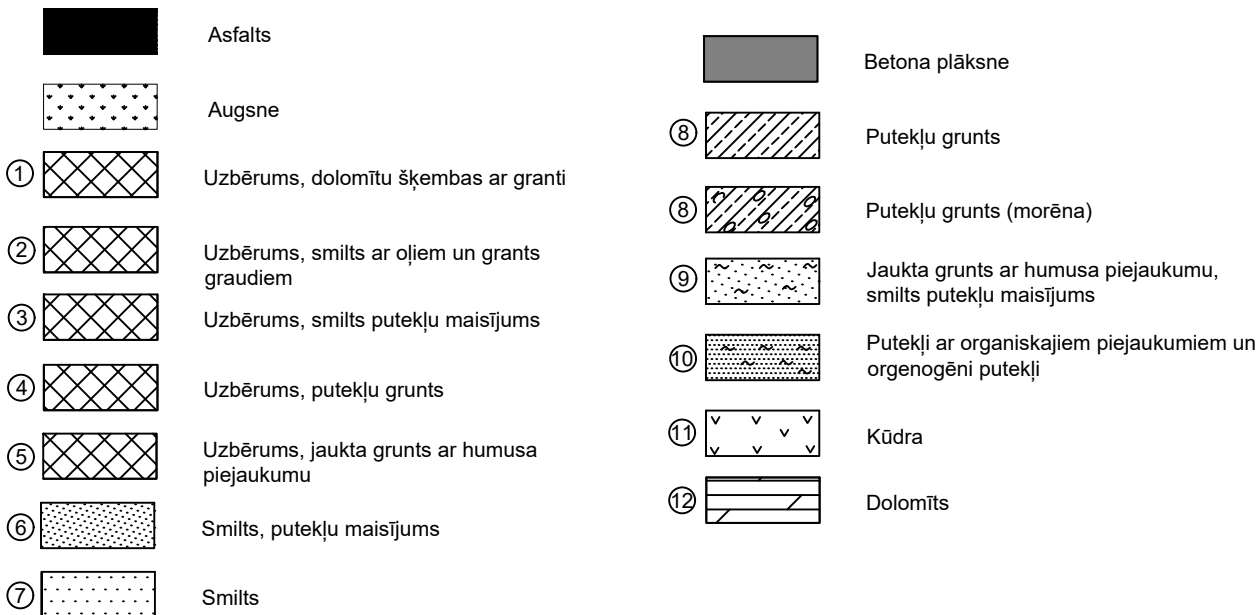 Asfalts
Augsne
① Uzbērums, dolomītu šķembas ar granti
② Uzbērums, smilts ar oļiem un grants
graudiem
③ Uzbērums, smilts putekļu maisījums
④ Uzbērums, putekļu grunts
⑤ Uzbērums, jaukta grunts ar humusa
piejaukumu
⑥ Smilts, putekļu maisījums
⑦ Smilts
Betona plāksne
⑧ Putekļu grunts
⑧ Putekļu grunts (morēna)
⑨ Jaukta grunts ar humusa piejaukumu,
smilts putekļu maisījums
⑩ Putekļi ar organiskajiem piejaukumiem un
orgenogēni putekļi
⑪ Kūdra
⑫ Dolomīts